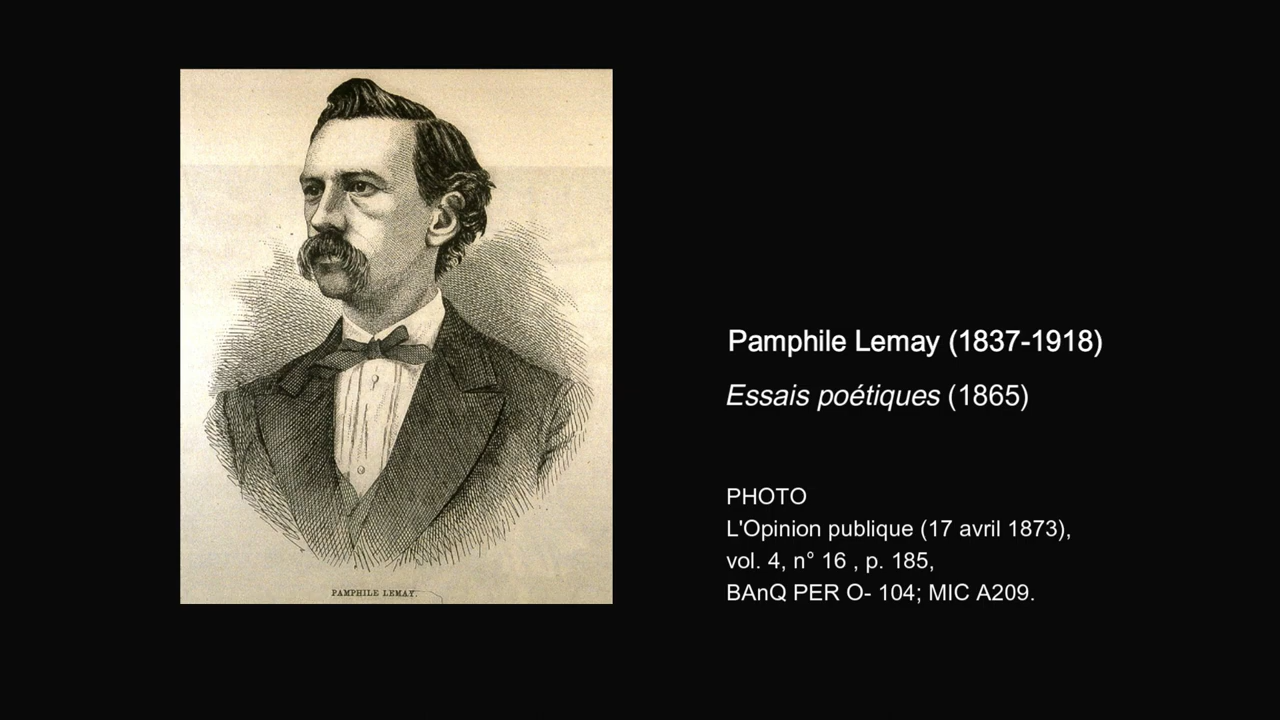 PAMPHILE LEMAY.
Pamphile Lemay (1837-1918)
Essais poétiques (1865)
PHOTO
L'Opinion publique (17 avril 1873),
vol. 4, n° 16 , p. 185,
BAnQ PER O- 104; MIC A209.